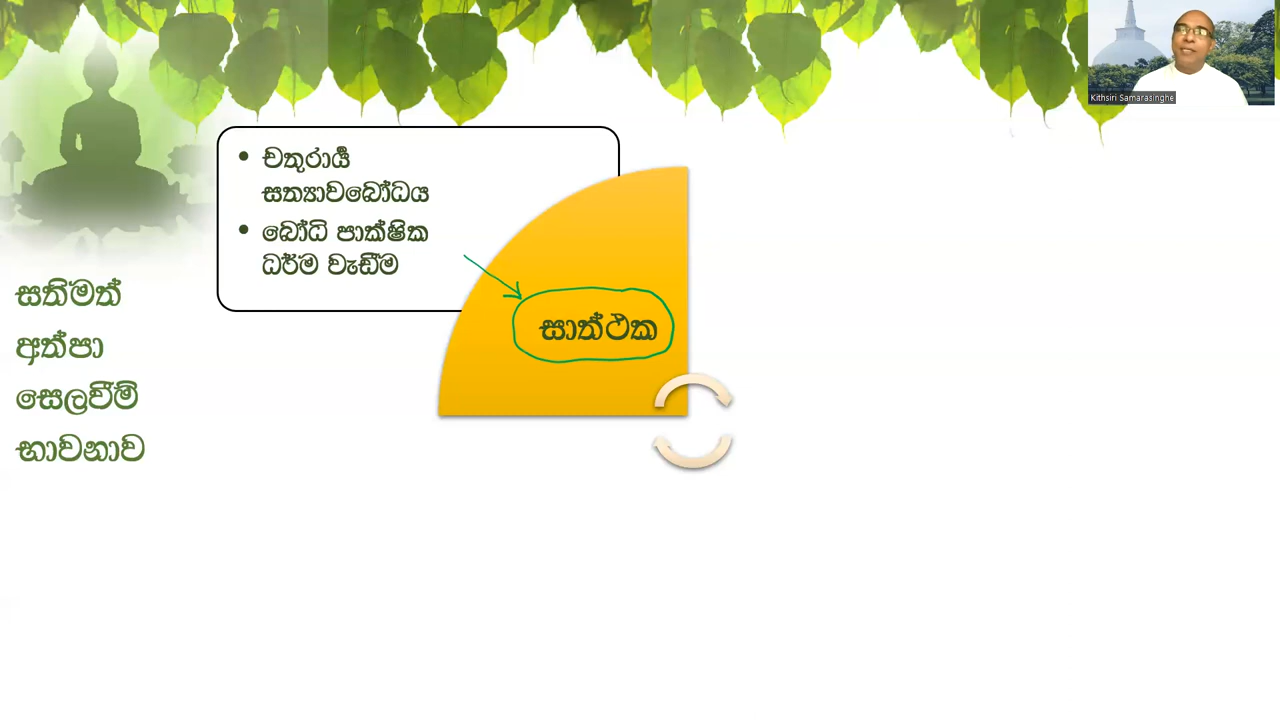 Kithsiri Samarasinghe
• චතුරාර්‍ය
සත්‍යාවබෝධය
• බෝධි පාක්ෂික
ධර්ම වැඩීම
සාත්ථක
සතිමත්
අත්පා
සෙලවීම්
භාවනාව